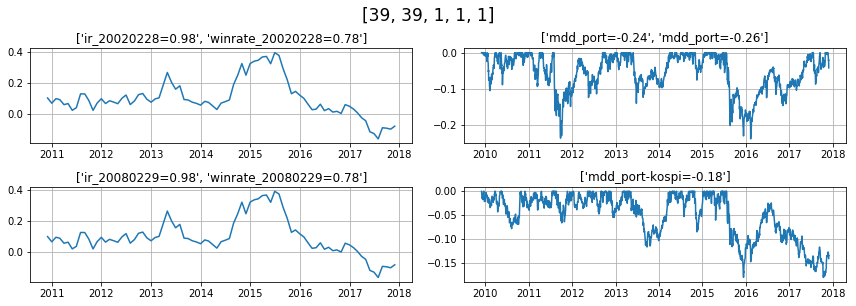 [39, 39, 1, 1, 1]
['ir_20020228=0.98', 'winrate_20020228=0.78']
0.4
0.2
0.0
2011 2012 2013 2014 2015 2016 2017 2018
['mdd_port=-0.24', 'mdd_port=-0.26']
0.0
−0.1
−0.2
2010 2011 2012 2013 2014 2015 2016 2017 2018
['ir_20080229=0.98', 'winrate_20080229=0.78']
0.4
0.2
0.0
2011 2012 2013 2014 2015 2016 2017 2018
['mdd_port-kospi=-0.18']
0.00
−0.05
−0.10
−0.15
2010 2011 2012 2013 2014 2015 2016 2017 2018